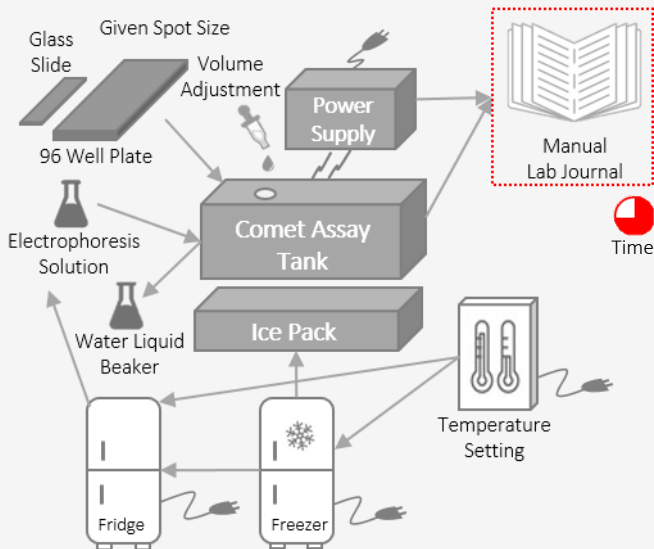 Given Spot Size
Glass
Slide
Volume
Adjustment
Power
Supply
96 Well Plate
Manual
Lab Journal
Electrophoresis
Solution
Comet Assay
Tank
Time
Water Liquid
Beaker
Ice Pack
Temperature
Setting
Fridge
Freezer